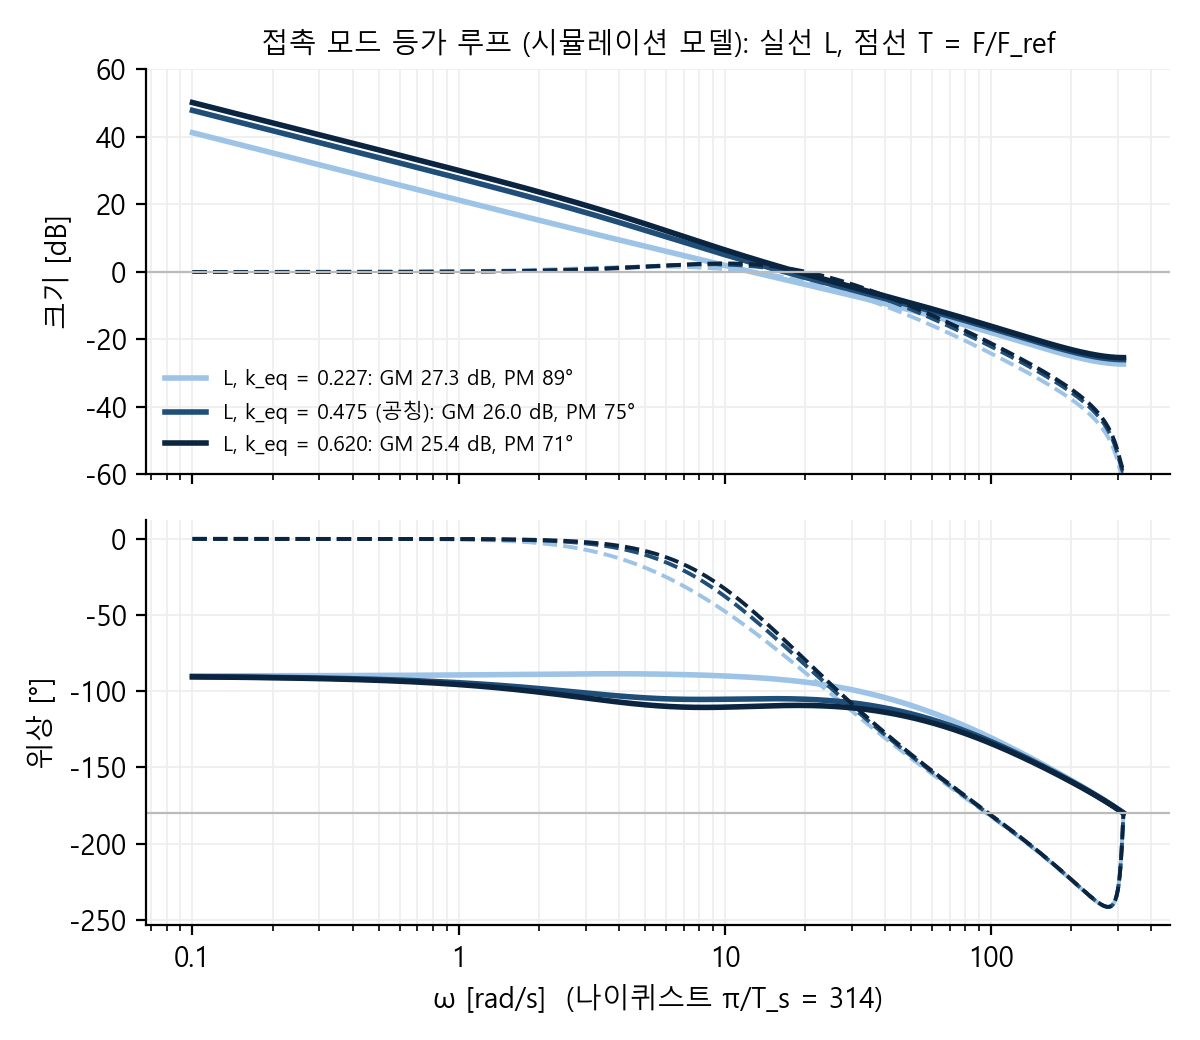 접촉 모드 등가 루프 (시뮬레이션 모델): 실선 L, 점선 T = F/F_ref
60
40
20
0
-20
-40
-60
크기 [dB]
L, k_eq = 0.227: GM 27.3 dB, PM 89°
L, k_eq = 0.475 (공칭): GM 26.0 dB, PM 75°
L, k_eq = 0.620: GM 25.4 dB, PM 71°
0
-50
-100
-150
-200
-250
위상 [°]
0.1 1 10 100
ω [rad/s] (나이퀴스트 π/T_s = 314)